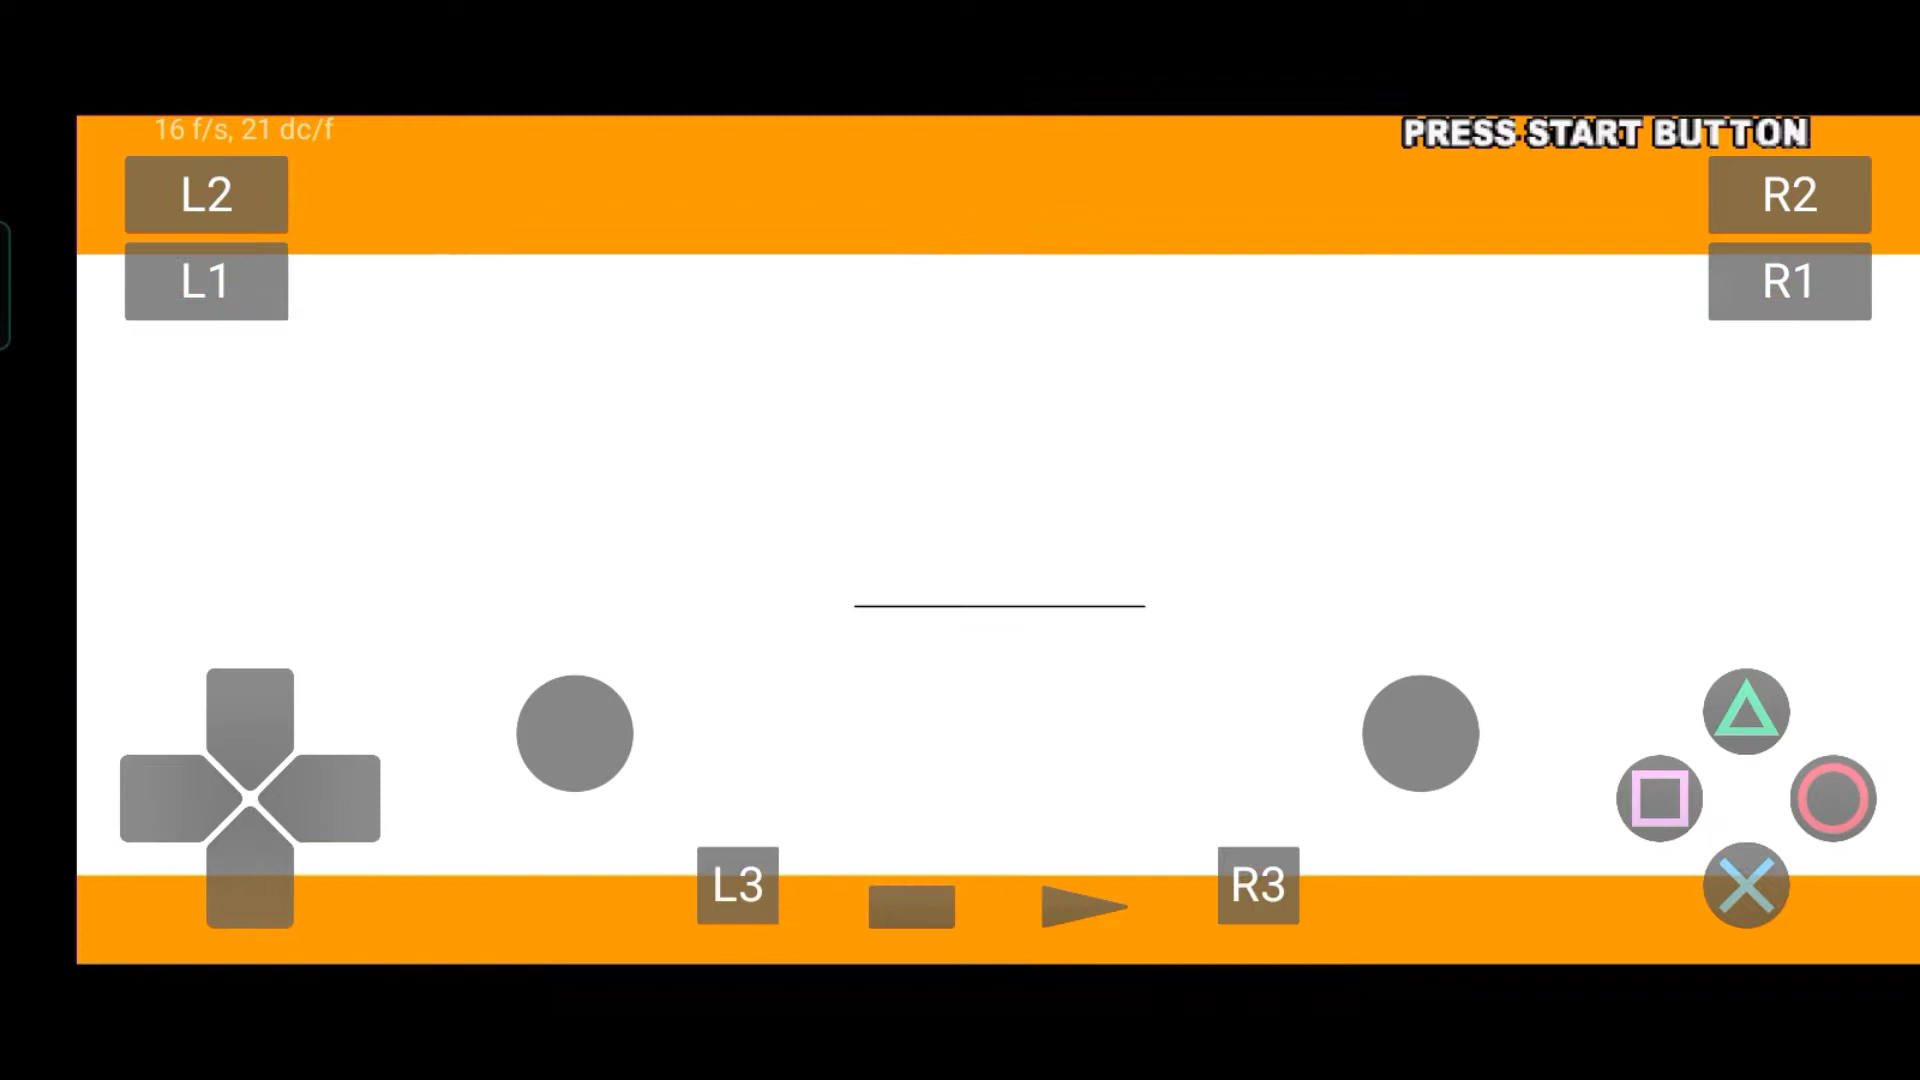 16 f/s, 21 dc/f
PRESS START BUTTON
L2
R2
L1
R1
L3
R3